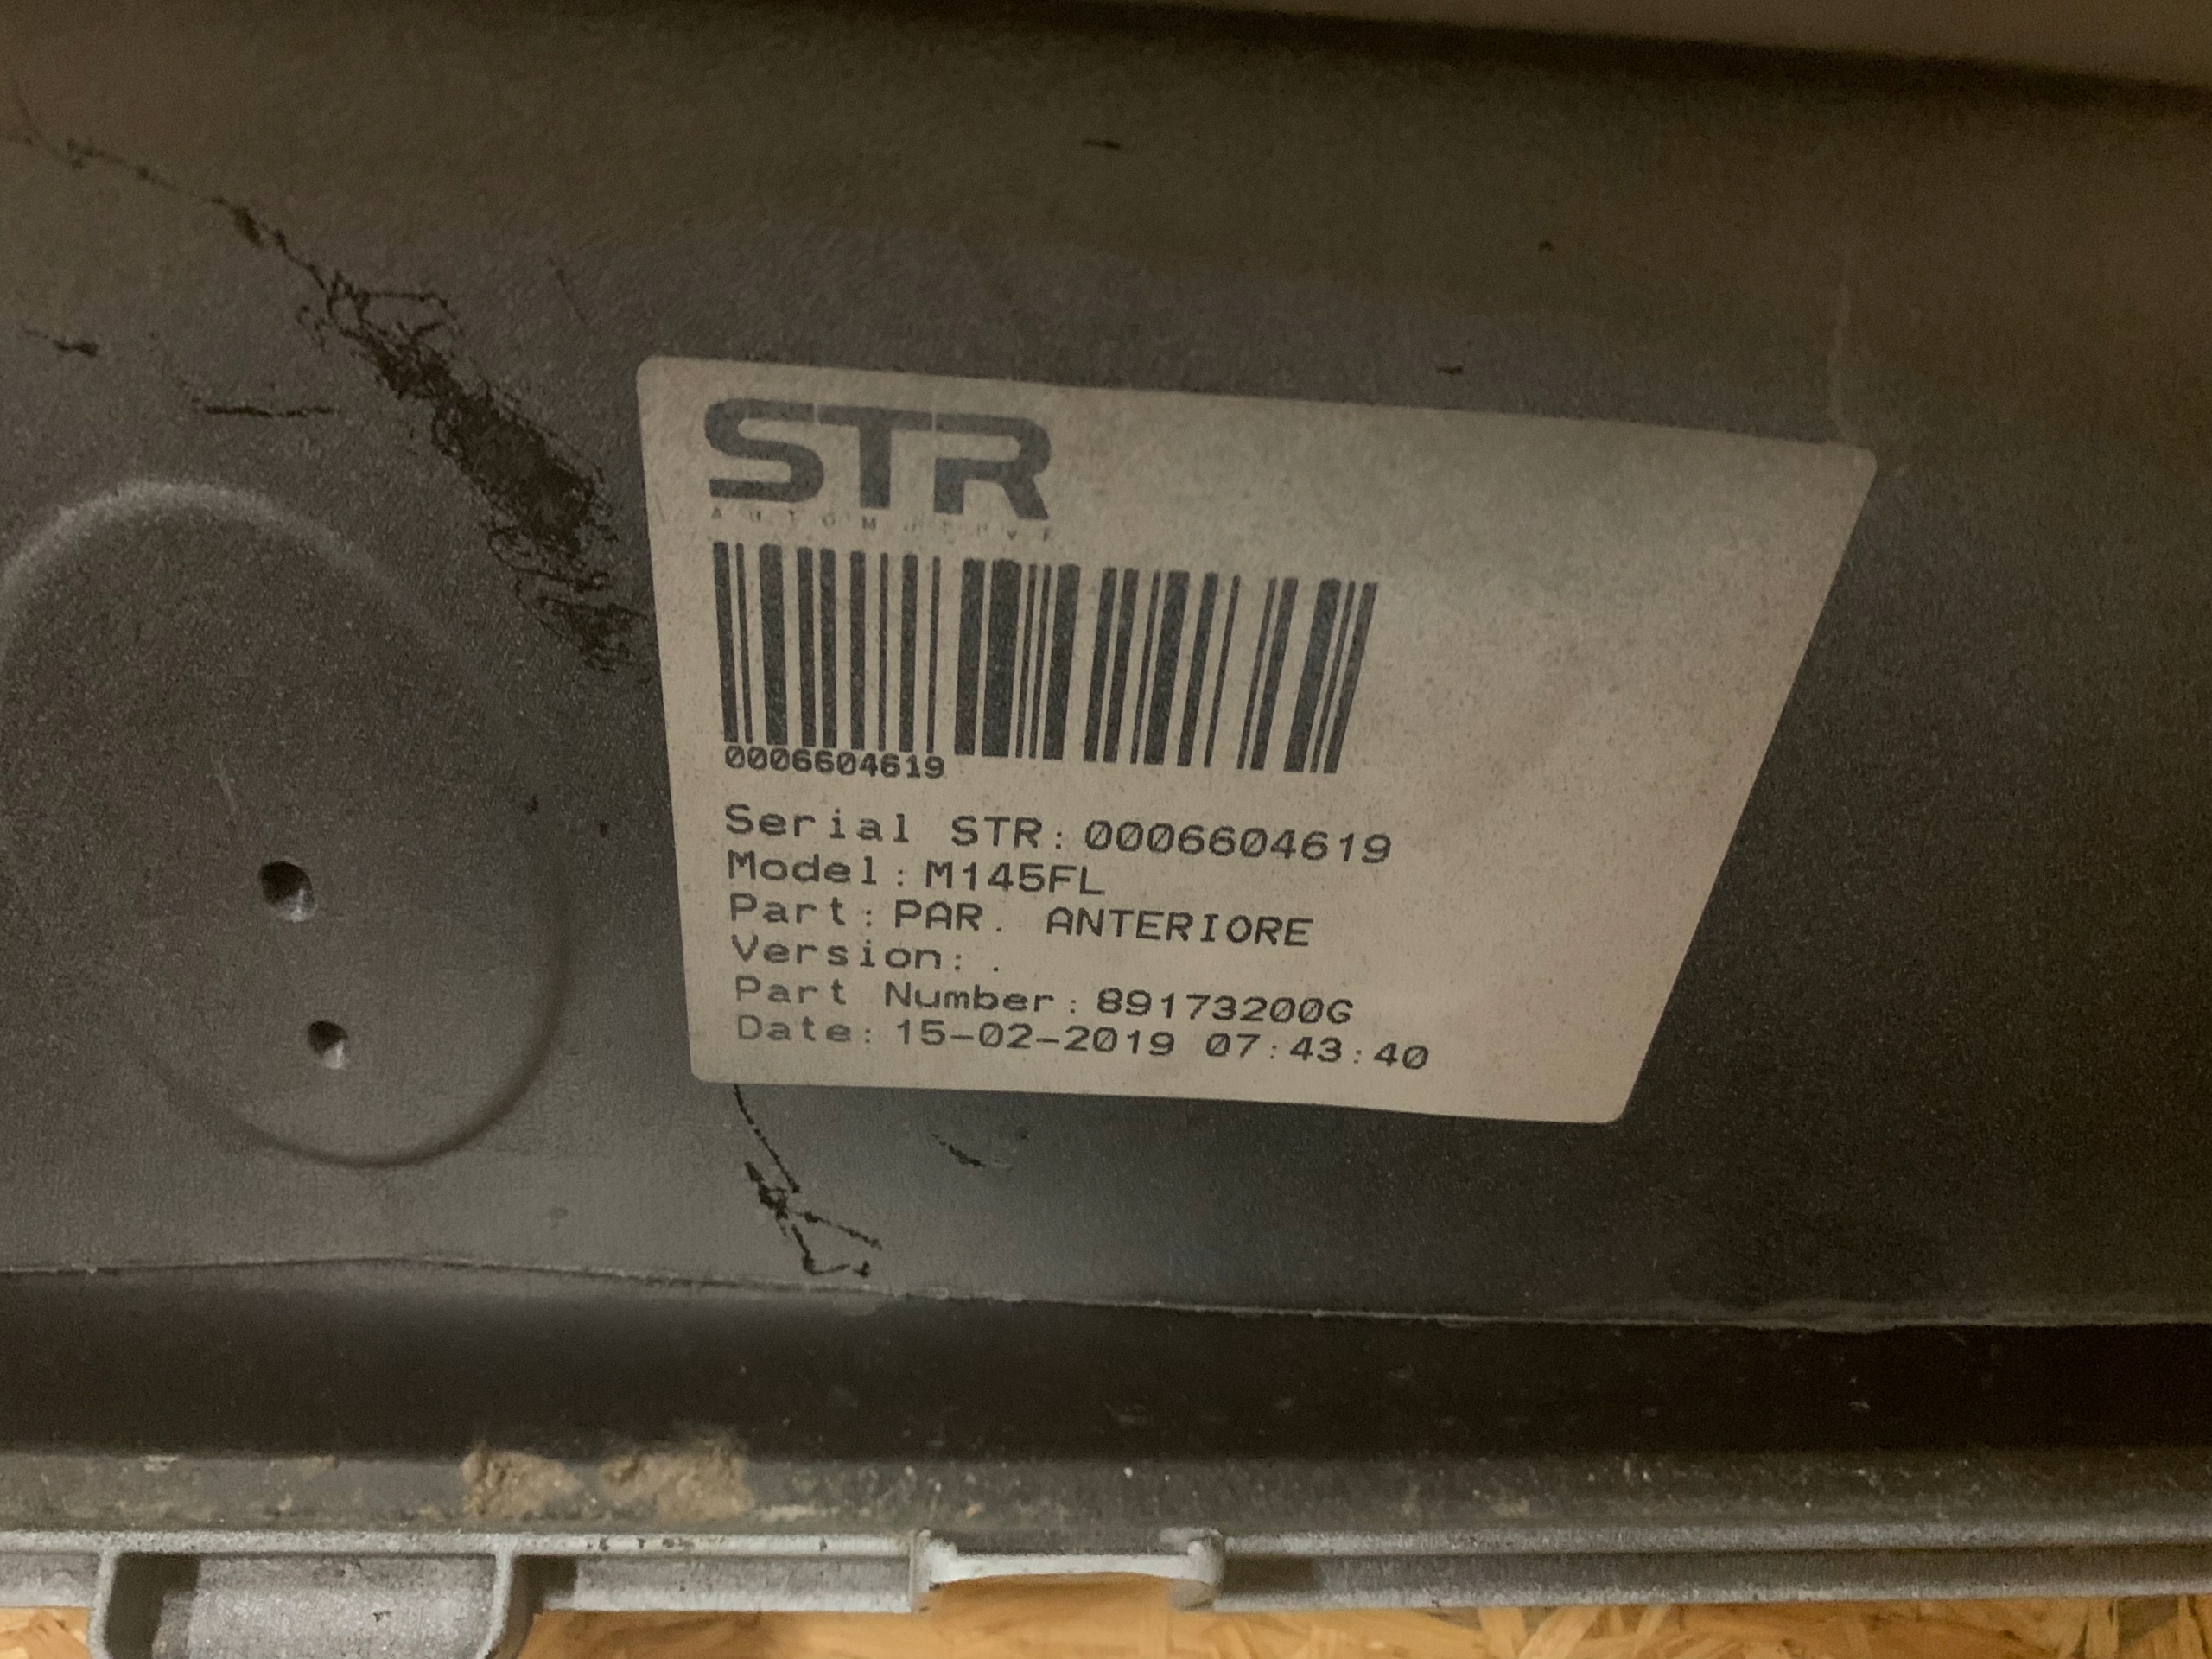 STR
AUTOMOTIVE
0006604619
Serial STR: 0006604619
Model: M145FL
Part: PAR. ANTERIORE
Version: .
Part Number: 89173200G
Date: 15-02-2019 07:43:40